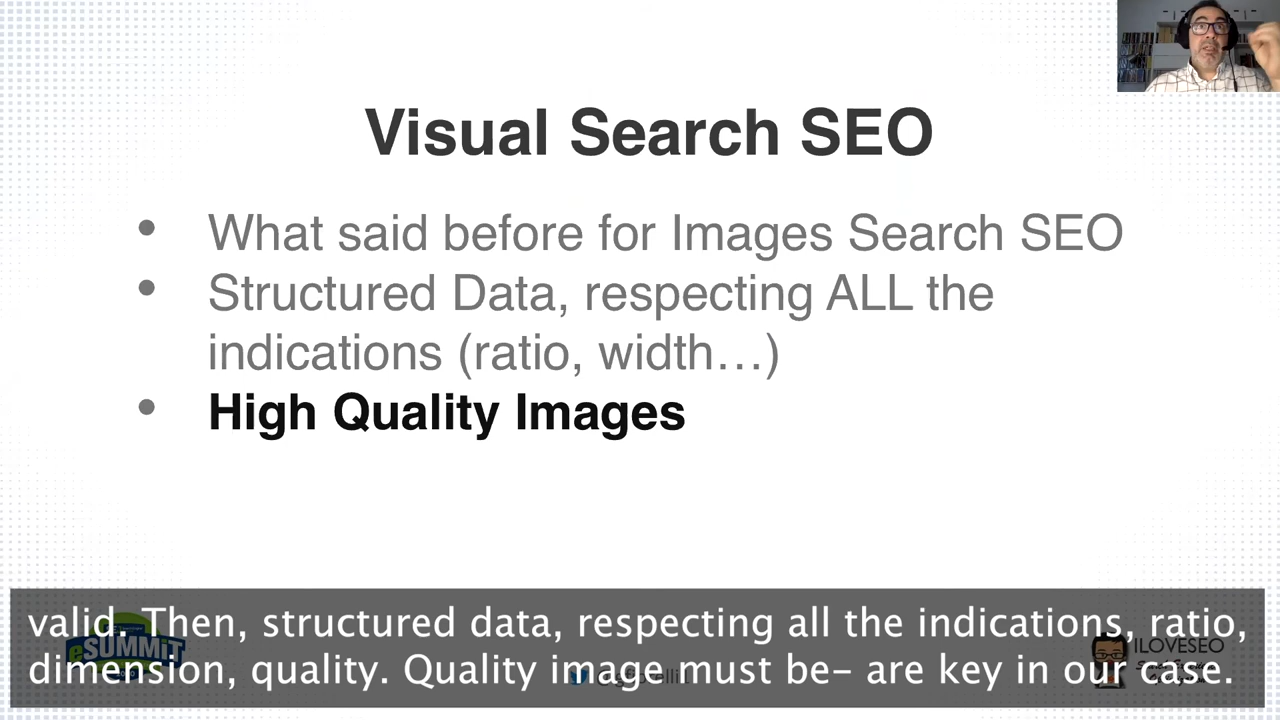 Visual Search SEO
• What said before for Images Search SEO
• Structured Data, respecting ALL the
indications (ratio, width…)
• High Quality Images
valid. Then, structured data, respecting all the indications, ratio,
dimension, quality. Quality image must be– are key in our case.
eSUMMIT
ILOVESEO